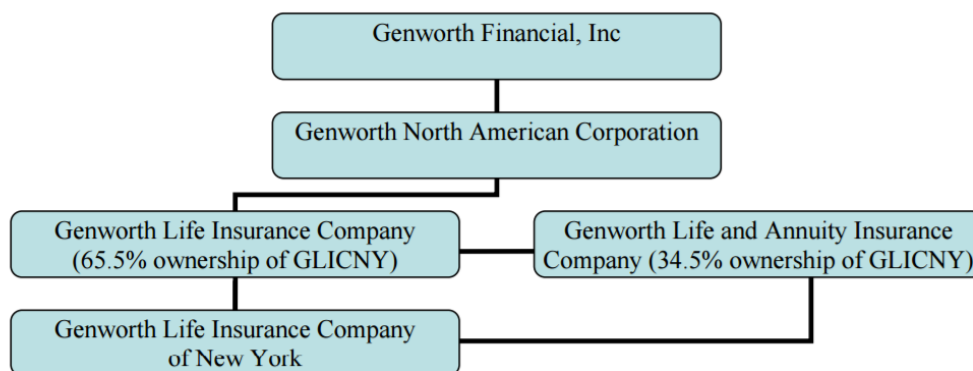 Genworth Financial, Inc
Genworth North American Corporation
Genworth Life Insurance Company
(65.5% ownership of GLICNY)
Genworth Life and Annuity Insurance
Company (34.5% ownership of GLICNY)
Genworth Life Insurance Company
of New York